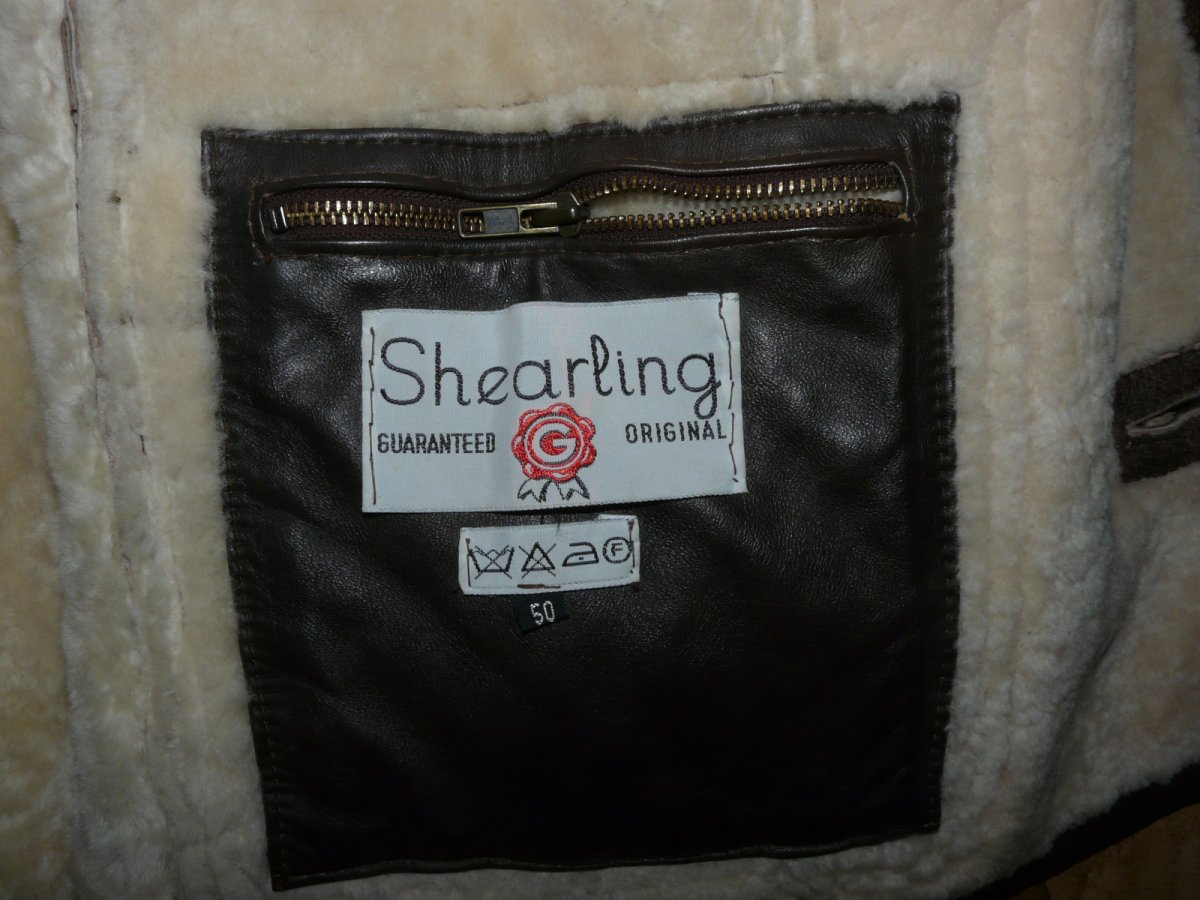 Shearling
GUARANTEED G ORIGINAL
F
50